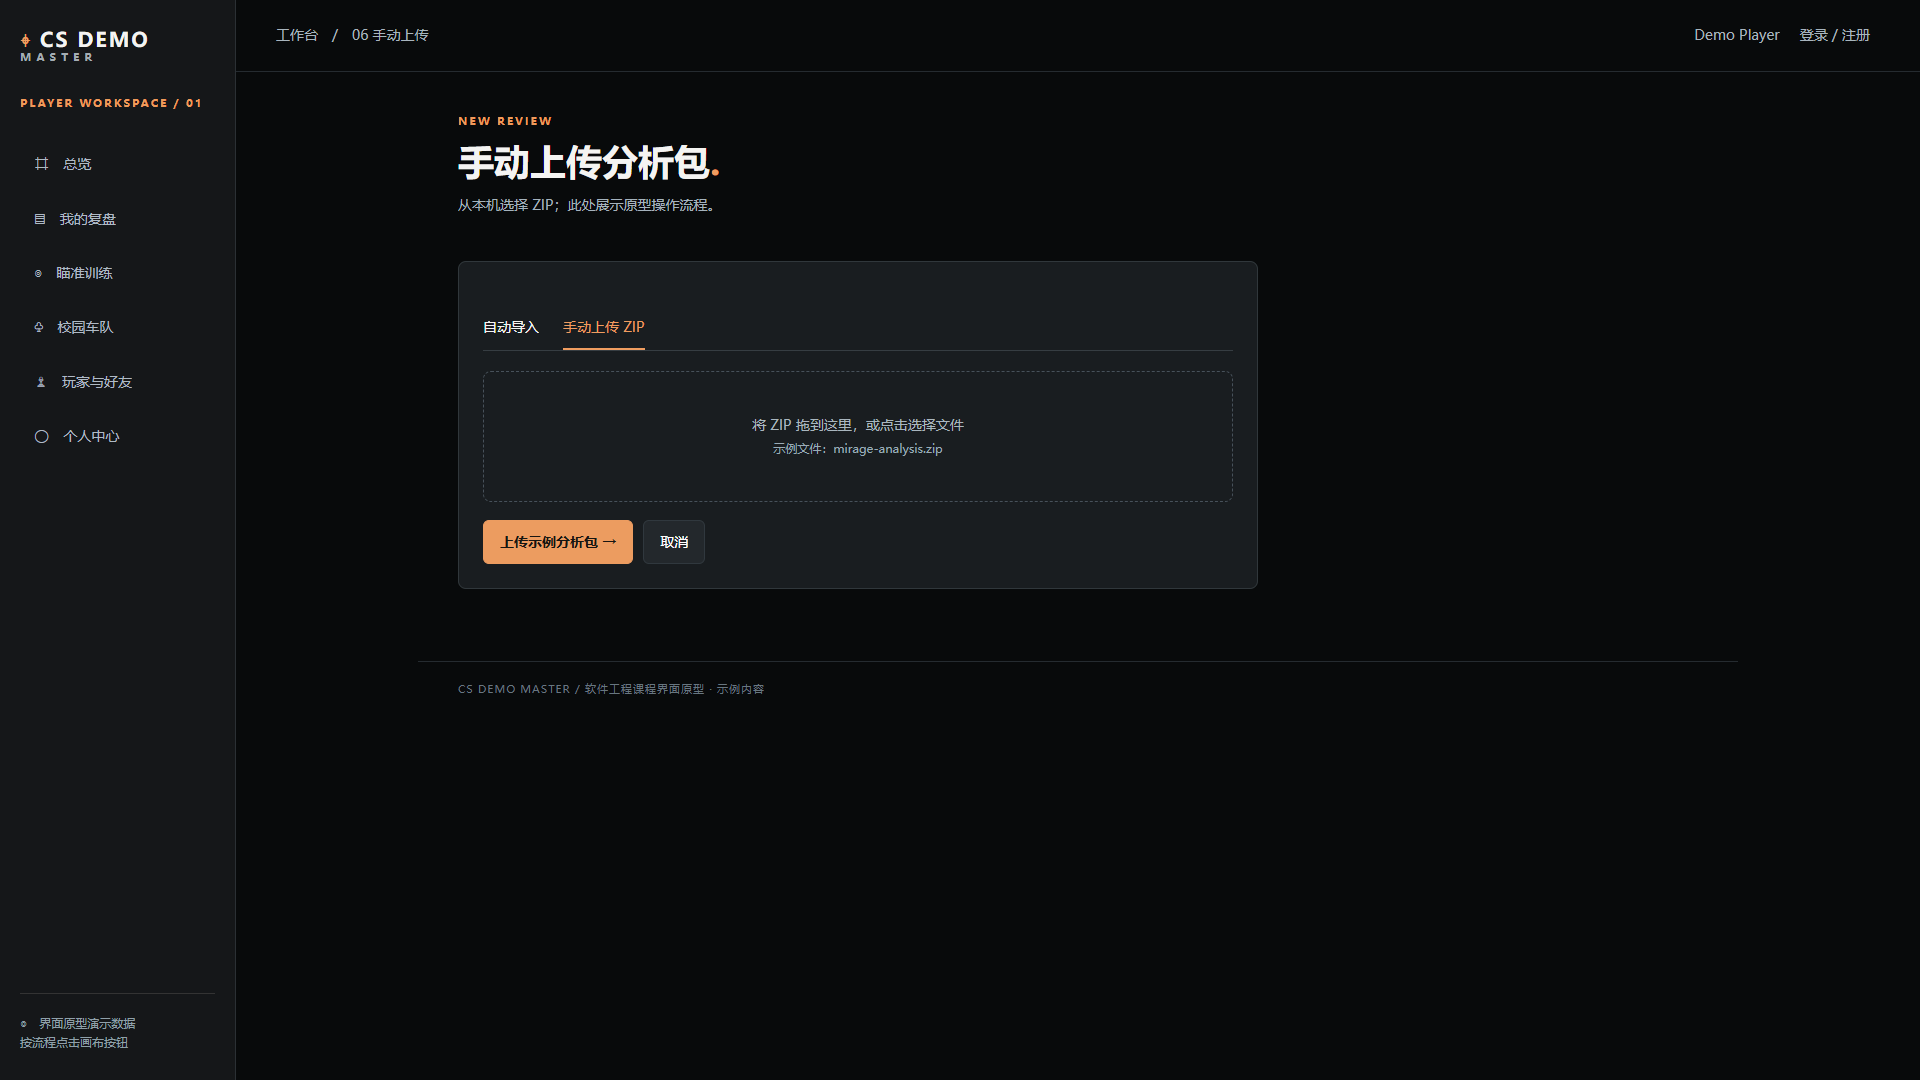 CS DEMO
MASTER
PLAYER WORKSPACE / 01
总览
我的复盘
瞄准训练
校园车队
玩家与好友
个人中心
界面原型演示数据
按流程点击画布按钮
工作台 / 06 手动上传
Demo Player 登录 / 注册
NEW REVIEW
手动上传分析包.
从本机选择 ZIP；此处展示原型操作流程。
自动导入 手动上传 ZIP
将 ZIP 拖到这里，或点击选择文件
示例文件：mirage-analysis.zip
上传示例分析包 → 取消
CS DEMO MASTER / 软件工程课程界面原型 · 示例内容